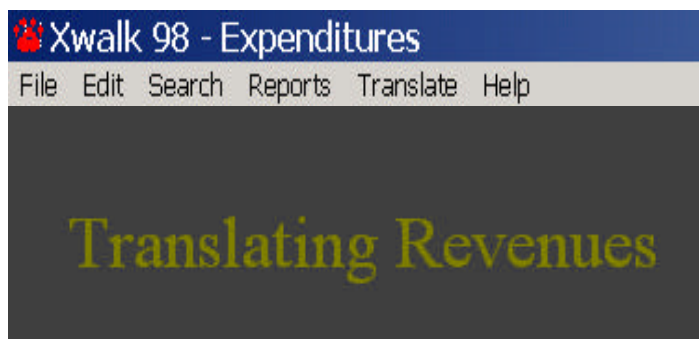 Xwalk 98 - Expenditures
File Edit Search Reports Translate Help
Translating Revenues